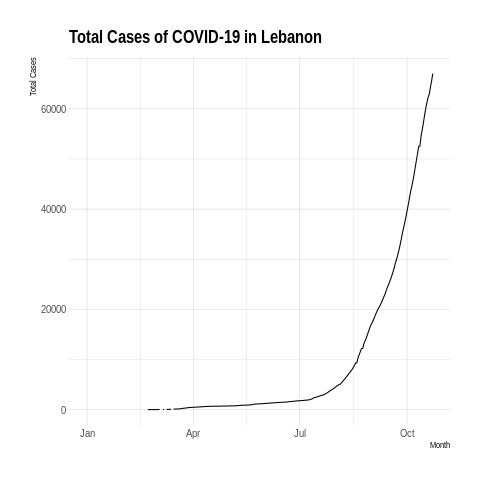 Total Cases of COVID-19 in Lebanon
Total Cases
60000
40000
20000
0
Jan Apr Jul Oct
Month